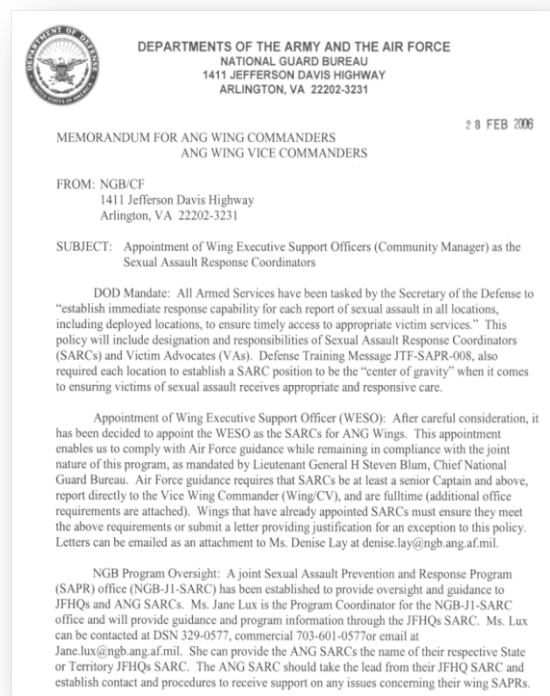 DEPARTMENTS OF THE ARMY AND THE AIR FORCE
NATIONAL GUARD BUREAU
1411 JEFFERSON DAVIS HIGHWAY
ARLINGTON, VA 22202-3231
28 FEB 2006
MEMORANDUM FOR ANG WING COMMANDERS
ANG WING VICE COMMANDERS
FROM: NGB/CF
1411 Jefferson Davis Highway
Arlington, VA 22202-3231
SUBJECT: Appointment of Wing Executive Support Officers (Community Manager) as the
Sexual Assault Response Coordinators
DOD Mandate: All Armed Services have been tasked by the Secretary of the Defense to
“establish immediate response capability for each report of sexual assault in all locations,
including deployed locations, to ensure timely access to appropriate victim services.” This
policy will include designation and responsibilities of Sexual Assault Response Coordinators
(SARCs) and Victim Advocates (VAs). Defense Training Message JTF-SAPR-008, also
required each location to establish a SARC position to be the “center of gravity” when it comes
to ensuring victims of sexual assault receives appropriate and responsive care.
Appointment of Wing Executive Support Officer (WESO): After careful consideration, it
has been decided to appoint the WESO as the SARCs for ANG Wings. This appointment
enables us to comply with Air Force guidance while remaining in compliance with the joint
nature of this program, as mandated by Lieutenant General H Steven Blum, Chief National
Guard Bureau. Air Force guidance requires that SARCs be at least a senior Captain and above,
report directly to the Vice Wing Commander (Wing/CV), and are fulltime (additional office
requirements are attached). Wings that have already appointed SARCs must ensure they meet
the above requirements or submit a letter providing justification for an exception to this policy.
Letters can be emailed as an attachment to Ms. Denise Lay at denise.lay@ngb.ang.af.mil.
NGB Program Oversight: A joint Sexual Assault Prevention and Response Program
(SAPR) office (NGB-J1-SARC) has been established to provide oversight and guidance to
JFHQs and ANG SARCs. Ms. Jane Lux is the Program Coordinator for the NGB-J1-SARC
office and will provide guidance and program information through the JFHQs SARC. Ms. Lux
can be contacted at DSN 329-0577, commercial 703-601-0577or email at
Jane.lux@ngb.ang.af.mil. She can provide the ANG SARCs the name of their respective State
or Territory JFHQs SARC. The ANG SARC should take the lead from their JFHQ SARC and
establish contact and procedures to receive support on any issues concerning their wing SAPRs.